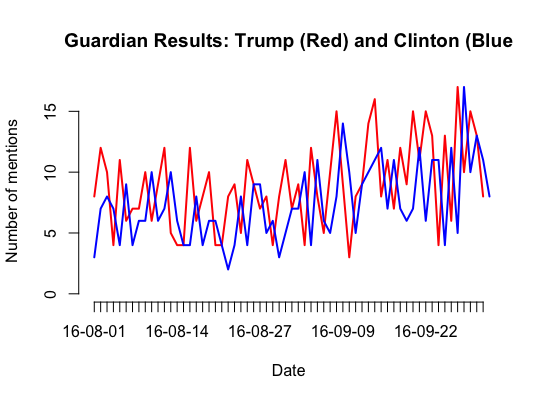 Guardian Results: Trump (Red) and Clinton (Blue
Number of mentions
15
10
5
0
16-08-01 16-08-14 16-08-27 16-09-09 16-09-22
Date